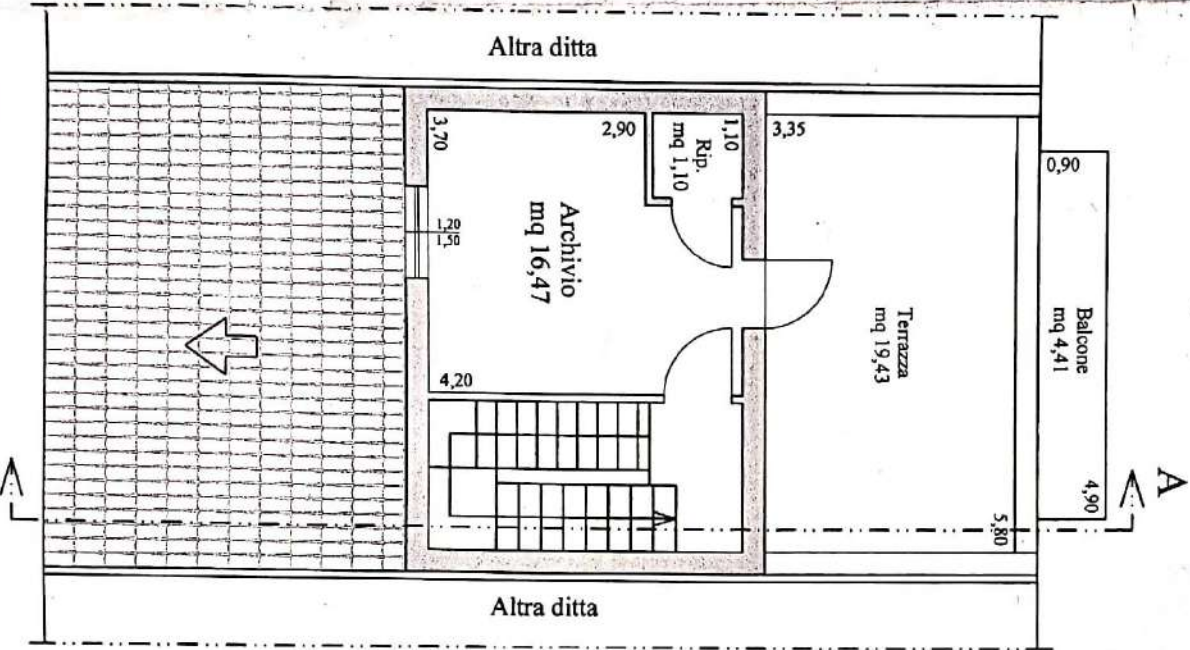 Altra ditta
3,70
2,90
1,10
Rip.
mq 1,10
3,35
0,90
1,20
1,50
Archivio
mq 16,47
Terrazza
mq 19,43
Balcone
mq 4,41
4,20
4,90
A
5,80
Altra ditta